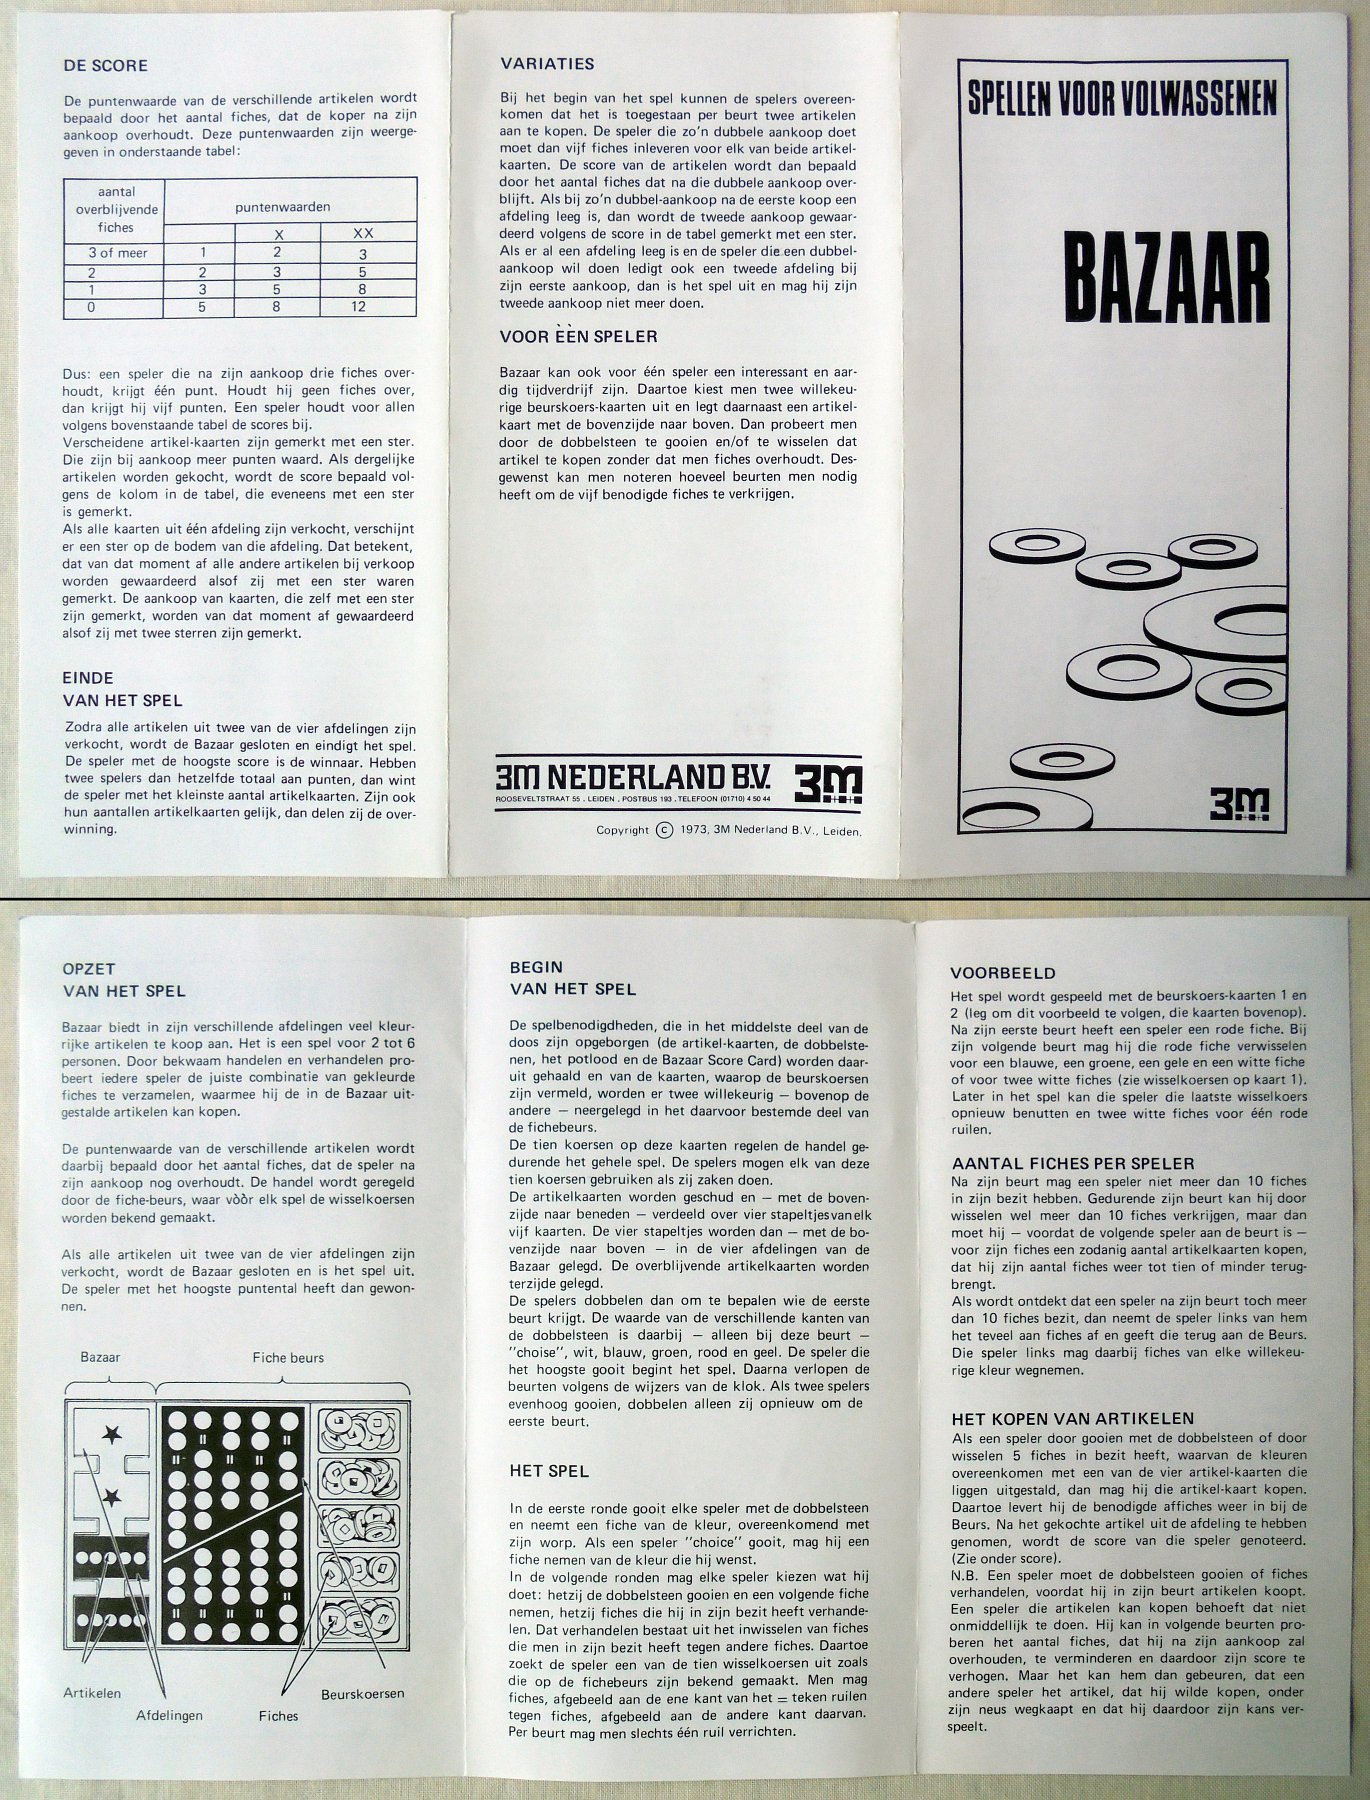 DE SCORE
De puntenwaarde van de verschillende artikelen wordt
bepaald door het aantal fiches, dat de koper na zijn
aankoop overhoudt. Deze puntenwaarden zijn weerge-
geven in onderstaande tabel:
aantal
overblijvende
fiches
puntenwaarden
X XX
3 of meer 1 2 3
2 2 3 5
1 3 5 8
0 5 8 12
Dus: een speler die na zijn aankoop drie fiches over-
houdt, krijgt één punt. Houdt hij geen fiches over,
dan krijgt hij vijf punten. Een speler houdt voor allen
volgens bovenstaande tabel de scores bij.
Verscheidene artikel-kaarten zijn gemerkt met een ster.
Die zijn bij aankoop meer punten waard. Als dergelijke
artikelen worden gekocht, wordt de score bepaald vol-
gens de kolom in de tabel, die eveneens met een ster
is gemerkt.
Als alle kaarten uit één afdeling zijn verkocht, verschijnt
er een ster op de bodem van die afdeling. Dat betekent,
dat van dat moment af alle andere artikelen bij verkoop
worden gewaardeerd alsof zij met een ster waren
gemerkt. De aankoop van kaarten, die zelf met een ster
zijn gemerkt, worden van dat moment af gewaardeerd
alsof zij met twee sterren zijn gemerkt.
EINDE
VAN HET SPEL
Zodra alle artikelen uit twee van de vier afdelingen zijn
verkocht, wordt de Bazaar gesloten en eindigt het spel.
De speler met de hoogste score is de winnaar. Hebben
twee spelers dan hetzelfde totaal aan punten, dan wint
de speler met het kleinste aantal artikelkaarten. Zijn ook
hun aantallen artikelkaarten gelijk, dan delen zij de over-
winning.
VARIATIES
Bij het begin van het spel kunnen de spelers overeen-
komen dat het is toegestaan per beurt twee artikelen
aan te kopen. De speler die zo'n dubbele aankoop doet
moet dan vijf fiches inleveren voor elk van beide artikel-
kaarten. De score van de artikelen wordt dan bepaald
door het aantal fiches dat na die dubbele aankoop over-
blijft. Als bij zo'n dubbel-aankoop na de eerste koop een
afdeling leeg is, dan wordt de tweede aankoop gewaar-
deerd volgens de score in de tabel gemerkt met een ster.
Als er al een afdeling leeg is en de speler die een dubbel-
aankoop wil doen ledigt ook een tweede afdeling bij
zijn eerste aankoop, dan is het spel uit en mag hij zijn
tweede aankoop niet meer doen.
VOOR ÈÈN SPELER
Bazaar kan ook voor één speler een interessant en aar-
dig tijdverdrijf zijn. Daartoe kiest men twee willekeu-
rige beurskoers-kaarten uit en legt daarnaast een artikel-
kaart met de bovenzijde naar boven. Dan probeert men
door de dobbelsteen te gooien en/of te wisselen dat
artikel te kopen zonder dat men fiches overhoudt. Des-
gewenst kan men noteren hoeveel beurten men nodig
heeft om de vijf benodigde fiches te verkrijgen.
3M NEDERLAND B.V. 3M
ROOSEVELTSTRAAT 55 . LEIDEN . POSTBUS 193 . TELEFOON (01710) 4 50 44
Copyright © 1973, 3M Nederland B.V., Leiden.
SPELLEN VOOR VOLWASSENEN
BAZAAR
3M
OPZET
VAN HET SPEL
Bazaar biedt in zijn verschillende afdelingen veel kleur-
rijke artikelen te koop aan. Het is een spel voor 2 tot 6
personen. Door bekwaam handelen en verhandelen pro-
beert iedere speler de juiste combinatie van gekleurde
fiches te verzamelen, waarmee hij de in de Bazaar uit-
gestalde artikelen kan kopen.
De puntenwaarde van de verschillende artikelen wordt
daarbij bepaald door het aantal fiches, dat de speler na
zijn aankoop nog overhoudt. De handel wordt geregeld
door de fiche-beurs, waar vòòr elk spel de wisselkoersen
worden bekend gemaakt.
Als alle artikelen uit twee van de vier afdelingen zijn
verkocht, wordt de Bazaar gesloten en is het spel uit.
De speler met het hoogste puntental heeft dan gewon-
nen.
Bazaar Fiche beurs
Artikelen Beurskoersen
Afdelingen Fiches
BEGIN
VAN HET SPEL
De spelbenodigdheden, die in het middelste deel van de
doos zijn opgeborgen (de artikel-kaarten, de dobbelste-
nen, het potlood en de Bazaar Score Card) worden daar-
uit gehaald en van de kaarten, waarop de beurskoersen
zijn vermeld, worden er twee willekeurig — bovenop de
andere — neergelegd in het daarvoor bestemde deel van
de fichebeurs.
De tien koersen op deze kaarten regelen de handel ge-
durende het gehele spel. De spelers mogen elk van deze
tien koersen gebruiken als zij zaken doen.
De artikelkaarten worden geschud en — met de boven-
zijde naar beneden — verdeeld over vier stapeltjes van elk
vijf kaarten. De vier stapeltjes worden dan — met de bo-
venzijde naar boven — in de vier afdelingen van de
Bazaar gelegd. De overblijvende artikelkaarten worden
terzijde gelegd.
De spelers dobbelen dan om te bepalen wie de eerste
beurt krijgt. De waarde van de verschillende kanten van
de dobbelsteen is daarbij — alleen bij deze beurt —
"choise", wit, blauw, groen, rood en geel. De speler die
het hoogste gooit begint het spel. Daarna verlopen de
beurten volgens de wijzers van de klok. Als twee spelers
evenhoog gooien, dobbelen alleen zij opnieuw om de
eerste beurt.
HET SPEL
In de eerste ronde gooit elke speler met de dobbelsteen
en neemt een fiche van de kleur, overeenkomend met
zijn worp. Als een speler "choice" gooit, mag hij een
fiche nemen van de kleur die hij wenst.
In de volgende ronden mag elke speler kiezen wat hij
doet: hetzij de dobbelsteen gooien en een volgende fiche
nemen, hetzij fiches die hij in zijn bezit heeft verhande-
len. Dat verhandelen bestaat uit het inwisselen van fiches
die men in zijn bezit heeft tegen andere fiches. Daartoe
zoekt de speler een van de tien wisselkoersen uit zoals
die op de fichebeurs zijn bekend gemaakt. Men mag
fiches, afgebeeld aan de ene kant van het = teken ruilen
tegen fiches, afgebeeld aan de andere kant daarvan.
Per beurt mag men slechts één ruil verrichten.
VOORBEELD
Het spel wordt gespeeld met de beurskoers-kaarten 1 en
2 (leg om dit voorbeeld te volgen, die kaarten bovenop).
Na zijn eerste beurt heeft een speler een rode fiche. Bij
zijn volgende beurt mag hij die rode fiche verwisselen
voor een blauwe, een groene, een gele en een witte fiche
of voor twee witte fiches (zie wisselkoersen op kaart 1).
Later in het spel kan die speler die laatste wisselkoers
opnieuw benutten en twee witte fiches voor één rode
ruilen.
AANTAL FICHES PER SPELER
Na zijn beurt mag een speler niet meer dan 10 fiches
in zijn bezit hebben. Gedurende zijn beurt kan hij door
wisselen wel meer dan 10 fiches verkrijgen, maar dan
moet hij — voordat de volgende speler aan de beurt is —
voor zijn fiches een zodanig aantal artikelkaarten kopen,
dat hij zijn aantal fiches weer tot tien of minder terug-
brengt.
Als wordt ontdekt dat een speler na zijn beurt toch meer
dan 10 fiches bezit, dan neemt de speler links van hem
het teveel aan fiches af en geeft die terug aan de Beurs.
Die speler links mag daarbij fiches van elke willekeu-
rige kleur wegnemen.
HET KOPEN VAN ARTIKELEN
Als een speler door gooien met de dobbelsteen of door
wisselen 5 fiches in bezit heeft, waarvan de kleuren
overeenkomen met een van de vier artikel-kaarten die
liggen uitgestald, dan mag hij die artikel-kaart kopen.
Daartoe levert hij de benodigde affiches weer in bij de
Beurs. Na het gekochte artikel uit de afdeling te hebben
genomen, wordt de score van die speler genoteerd.
(Zie onder score).
N.B. Een speler moet de dobbelsteen gooien of fiches
verhandelen, voordat hij in zijn beurt artikelen koopt.
Een speler die artikelen kan kopen behoeft dat niet
onmiddellijk te doen. Hij kan in volgende beurten pro-
beren het aantal fiches, dat hij na zijn aankoop zal
overhouden, te verminderen en daardoor zijn score te
verhogen. Maar het kan hem dan gebeuren, dat een
andere speler het artikel, dat hij wilde kopen, onder
zijn neus wegkaapt en dat hij daardoor zijn kans ver-
speelt.